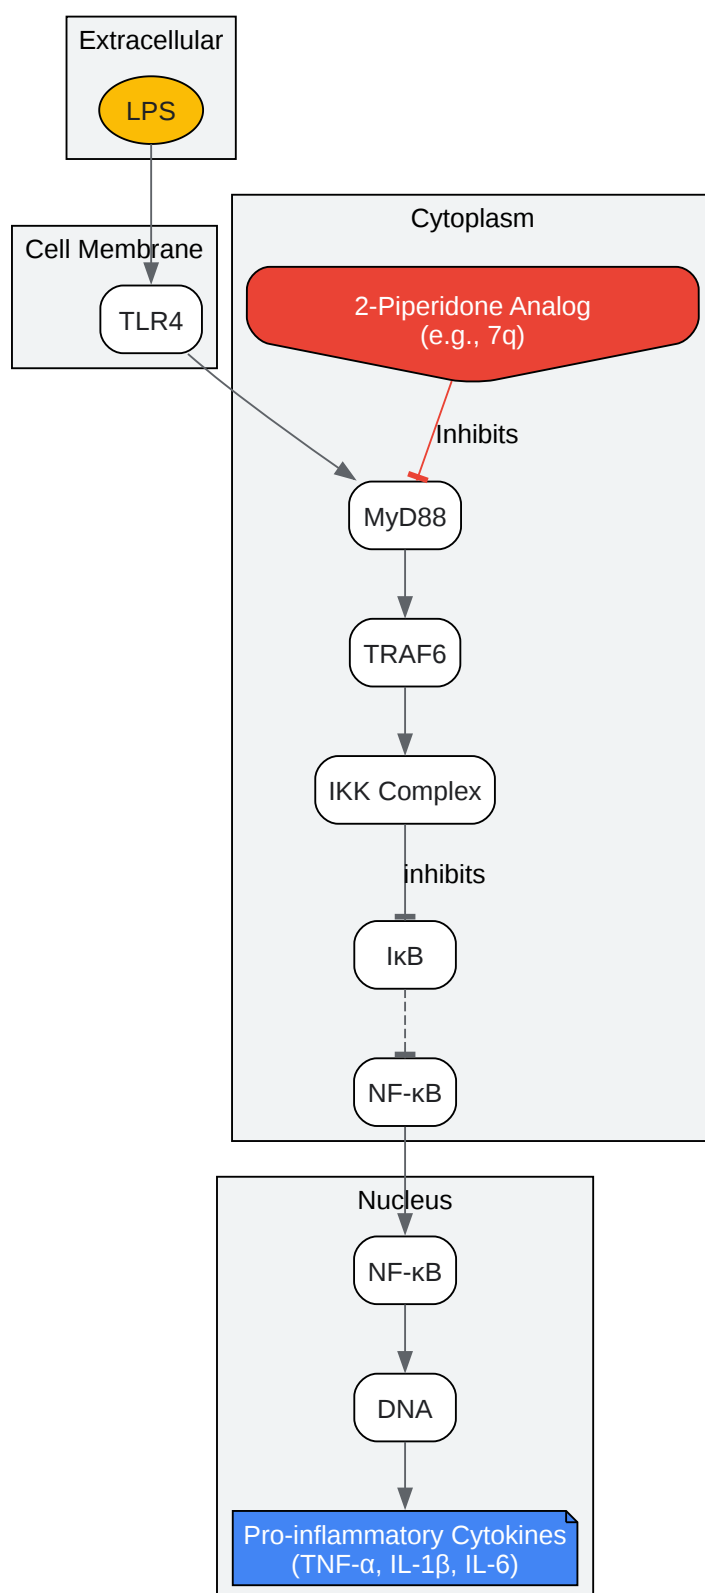 Extracellular
LPS
Cell Membrane
TLR4
Cytoplasm
2-Piperidone Analog
(e.g., 7q)
Inhibits
MyD88
TRAF6
IKK Complex
inhibits
IκB
NF-κB
Nucleus
NF-κB
DNA
Pro-inflammatory Cytokines
(TNF-α, IL-1β, IL-6)